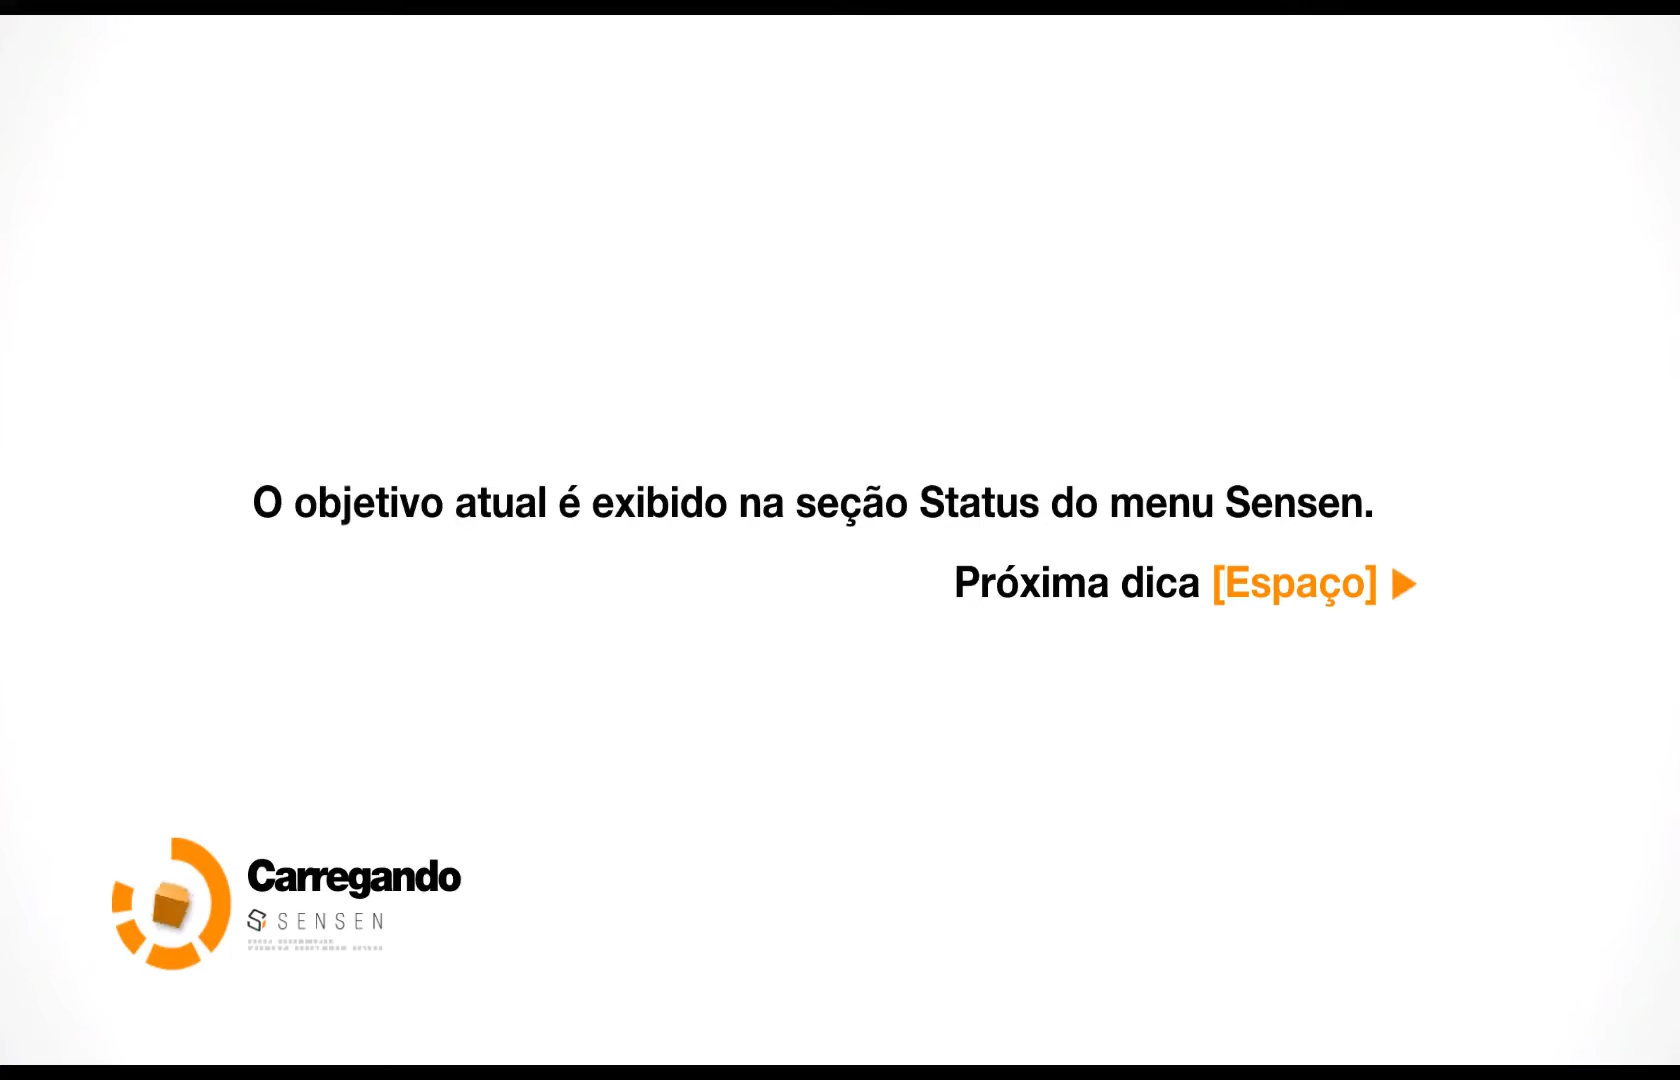 O objetivo atual é exibido na seção Status do menu Sensen.
Próxima dica [Espaço]
Carregando
SENSEN